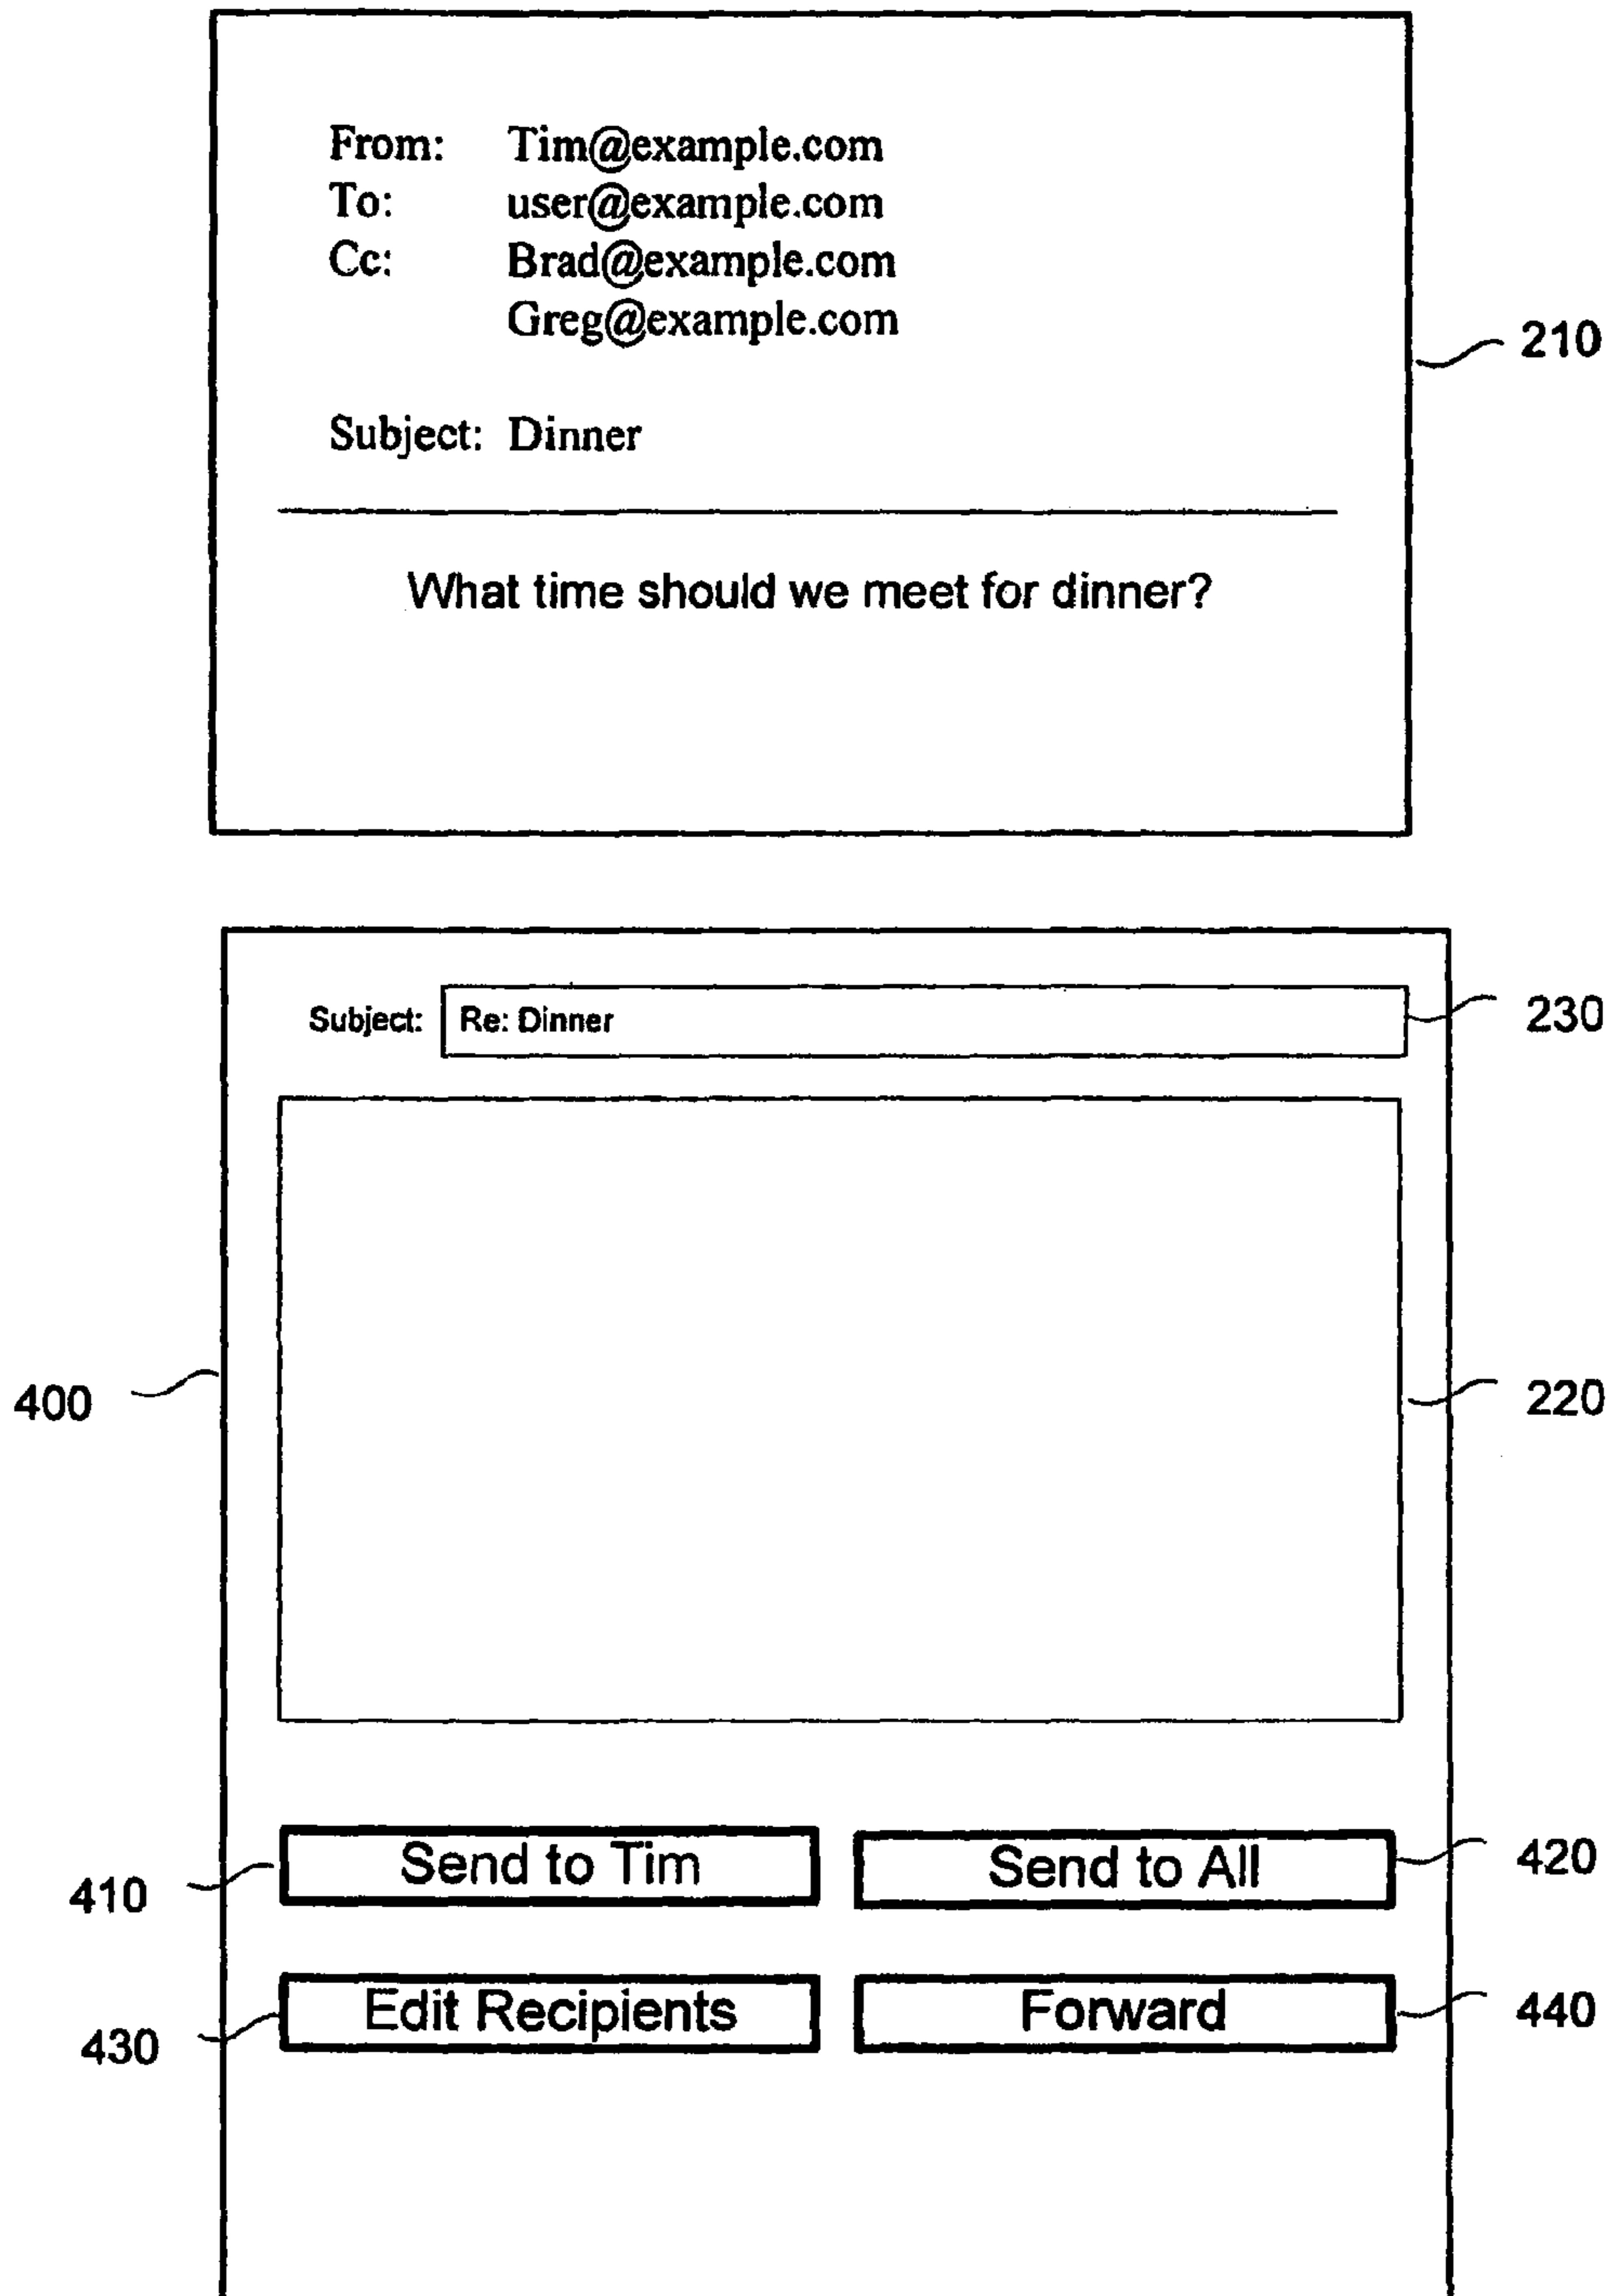 From: Tim@example.com
To: user@example.com
Cc: Brad@example.com
Greg@example.com
210
Subject: Dinner
What time should we meet for dinner?
Subject: Re: Dinner
230
400
220
Send to Tim
Send to All
410
420
Edit Recipients
Forward
430
440